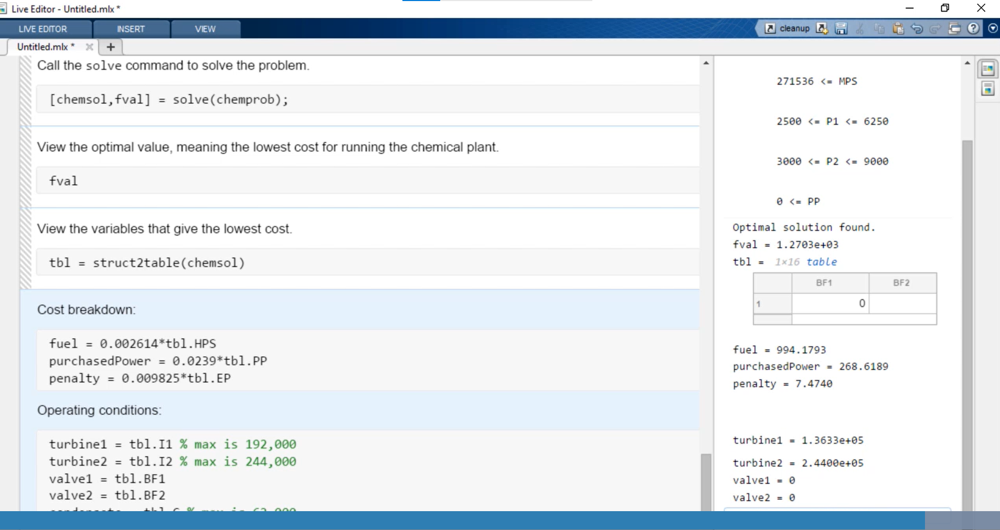 Live Editor - Untitled.mlx *
LIVE EDITOR INSERT VIEW
cleanup
Untitled.mlx *
Call the solve command to solve the problem.
[chemsol,fval] = solve(chemprob);
View the optimal value, meaning the lowest cost for running the chemical plant.
fval
View the variables that give the lowest cost.
tbl = struct2table(chemsol)
Cost breakdown:
fuel = 0.002614*tbl.HPS
purchasedPower = 0.0239*tbl.PP
penalty = 0.009825*tbl.EP
Operating conditions:
turbine1 = tbl.I1 % max is 192,000
turbine2 = tbl.I2 % max is 244,000
valve1 = tbl.BF1
valve2 = tbl.BF2
271536 <= MPS
2500 <= P1 <= 6250
3000 <= P2 <= 9000
0 <= PP
Optimal solution found.
fval = 1.2703e+03
tbl = 1×16 table
BF1 BF2
1 0
fuel = 994.1793
purchasedPower = 268.6189
penalty = 7.4740
turbine1 = 1.3633e+05
turbine2 = 2.4400e+05
valve1 = 0
valve2 = 0